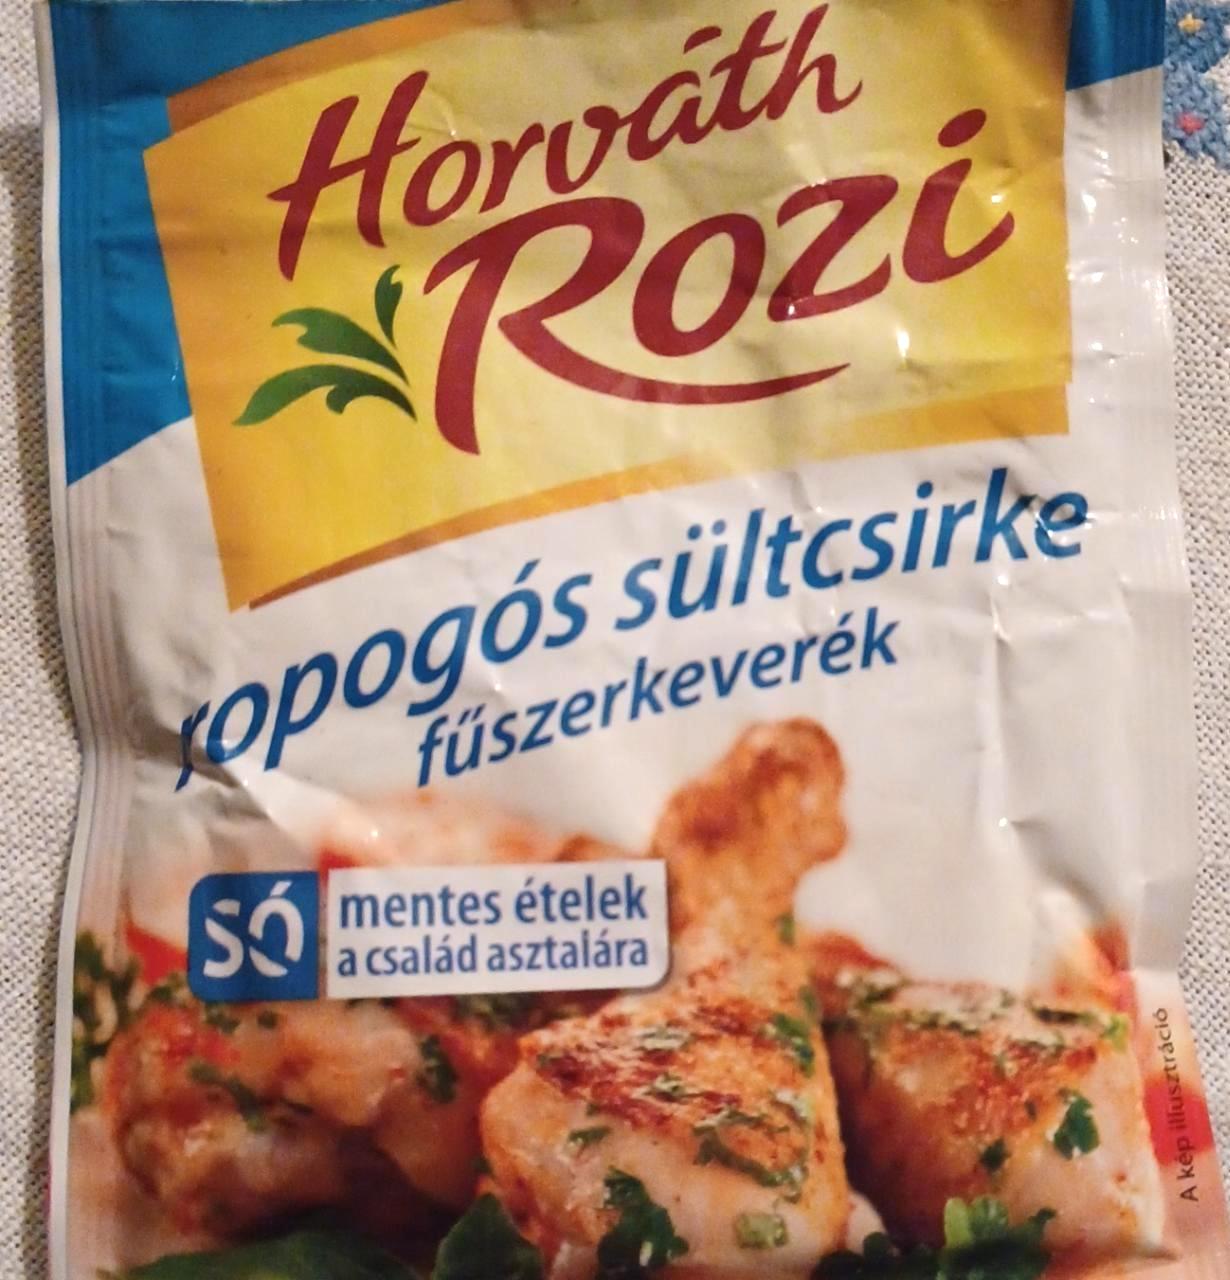 Horváth
Rozi
ropogós sültcsirke
fűszerkeverék
SÓ mentes ételek
a család asztalára
A kép illusztráció